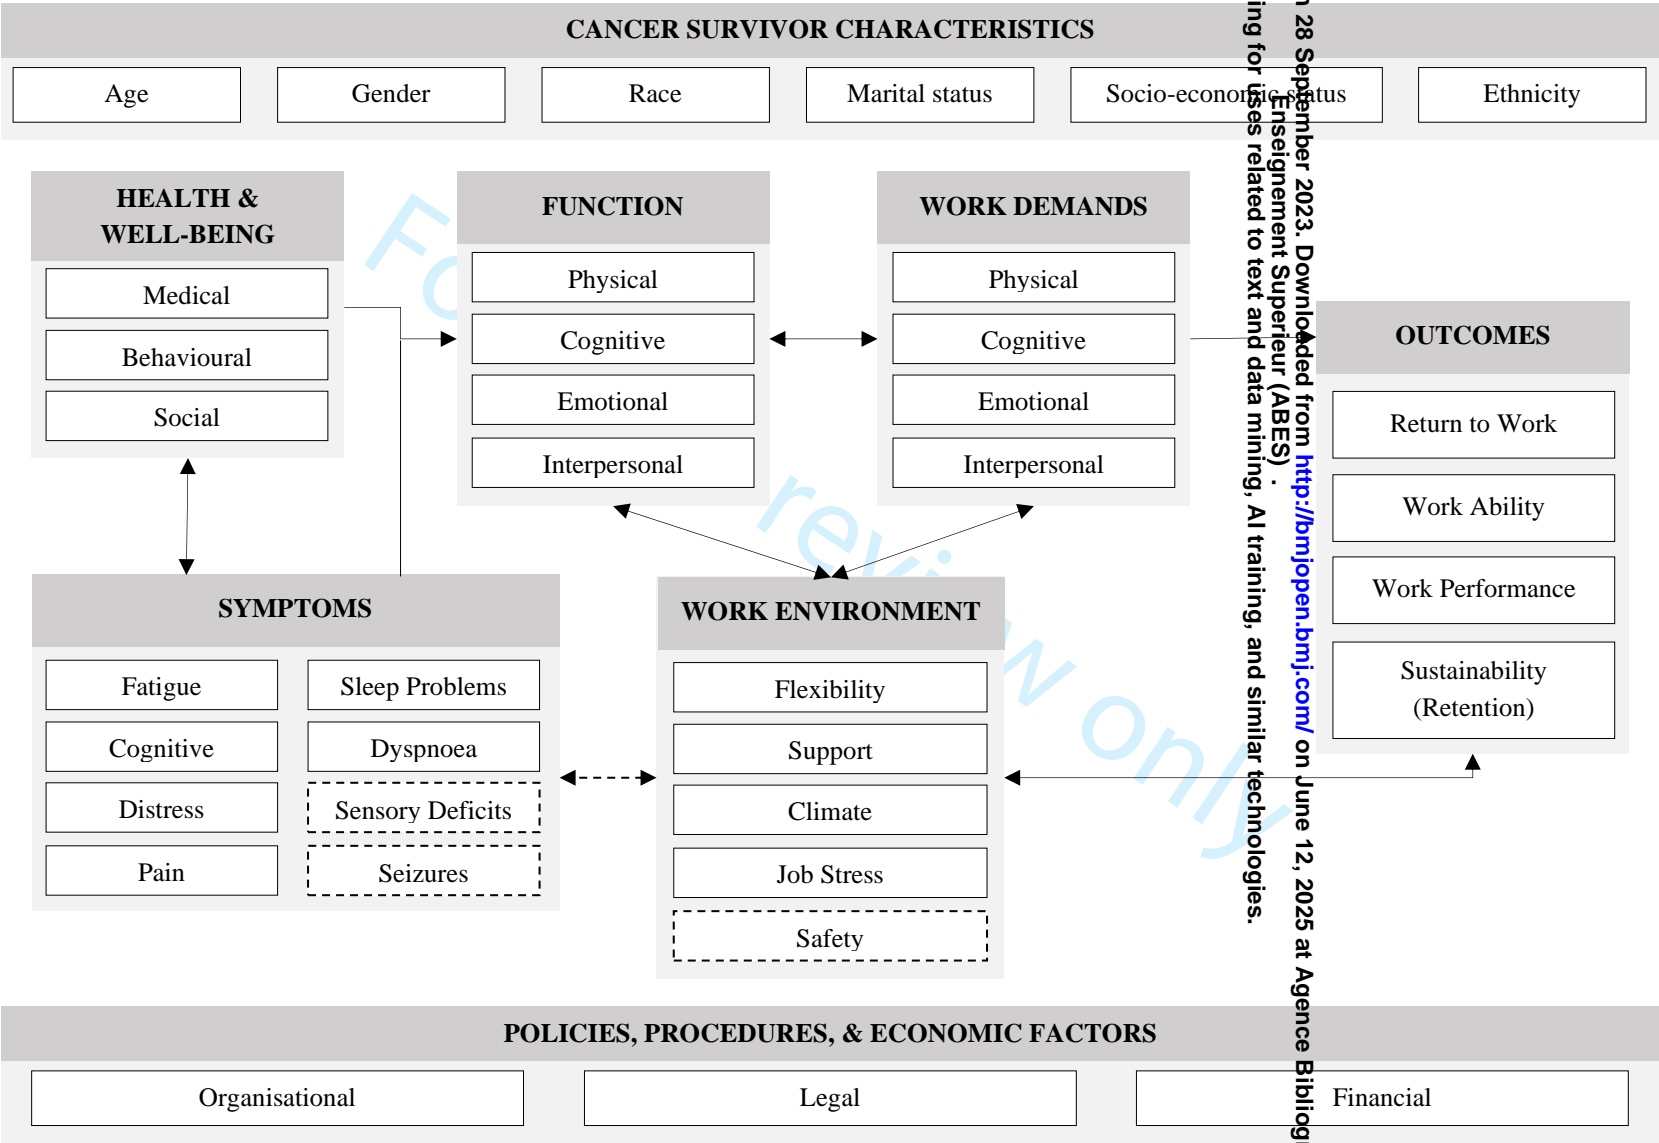 CANCER SURVIVOR CHARACTERISTICS
Age
Gender
Race
Marital status
Socio-economic status
Ethnicity
HEALTH &
WELL-BEING
Medical
Behavioural
Social
FUNCTION
Physical
Cognitive
Emotional
Interpersonal
WORK DEMANDS
Physical
Cognitive
Emotional
Interpersonal
OUTCOMES
Return to Work
Work Ability
Work Performance
Sustainability
(Retention)
SYMPTOMS
Fatigue
Sleep Problems
Cognitive
Dyspnoea
Distress
Sensory Deficits
Pain
Seizures
WORK ENVIRONMENT
Flexibility
Support
Climate
Job Stress
Safety
POLICIES, PROCEDURES, & ECONOMIC FACTORS
Organisational
Legal
Financial
28 September 2023. Downloaded from http://bmjopen.bmj.com/ on June 12, 2025 at Agence
Enseignement Superieur (ABES) .
for uses related to text and data mining, AI training, and similar technologies.
review only